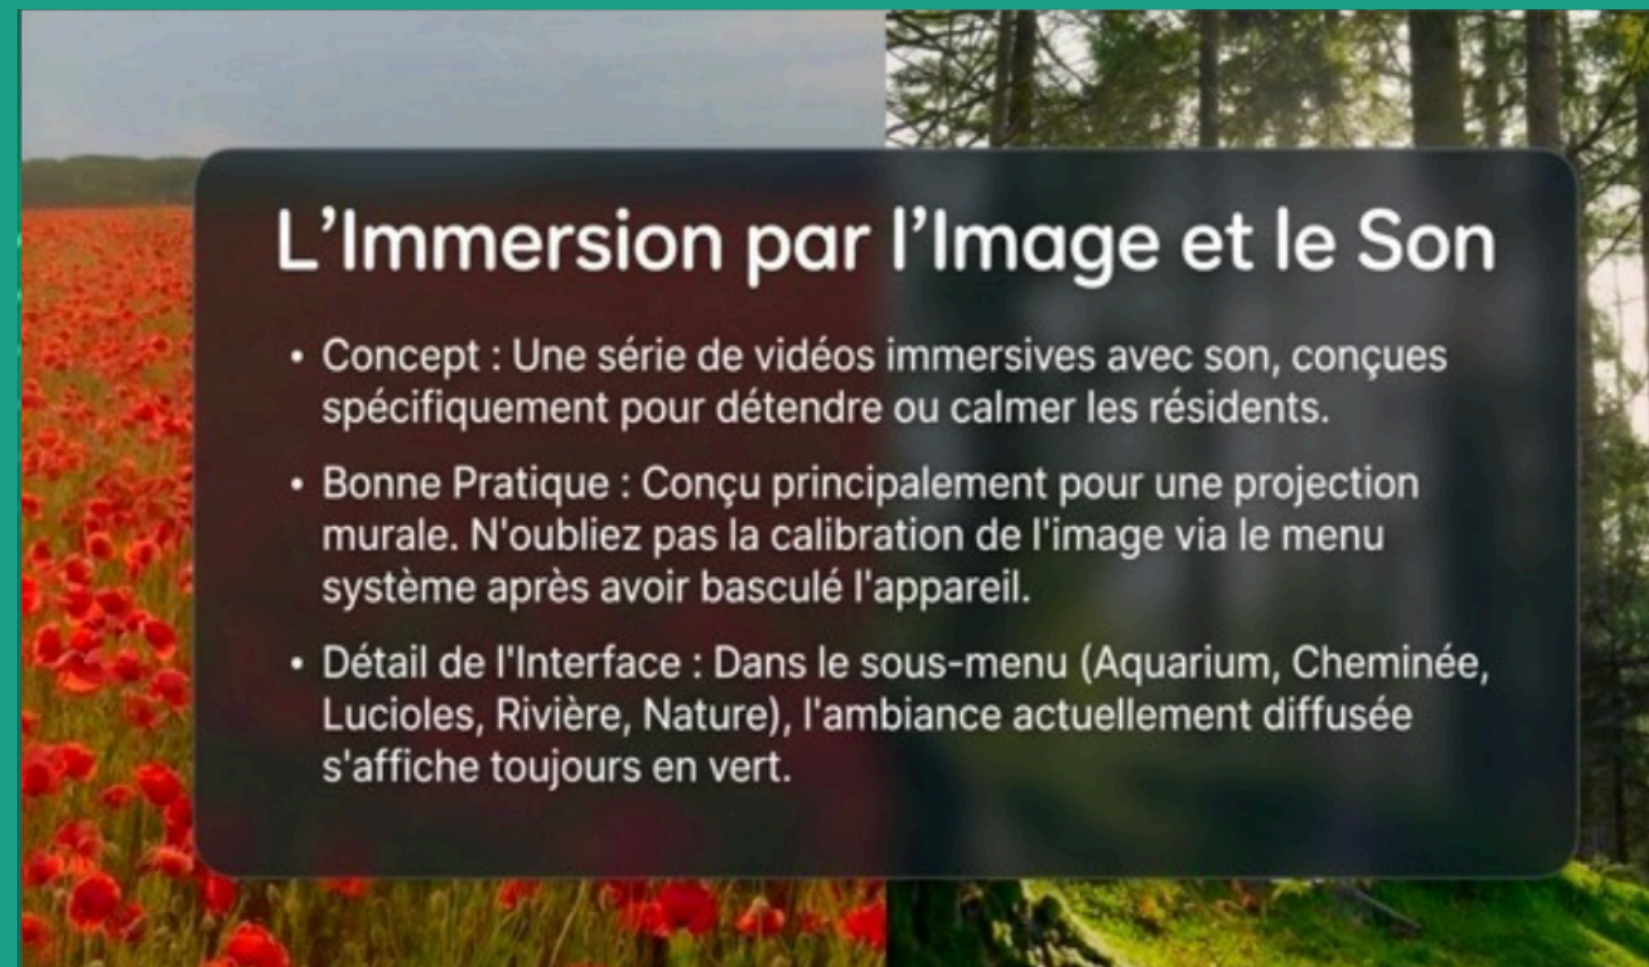 L’Immersion par l’Image et le Son
• Concept : Une série de vidéos immersives avec son, conçues
spécifiquement pour détendre ou calmer les résidents.
• Bonne Pratique : Conçu principalement pour une projection
murale. N'oubliez pas la calibration de l'image via le menu
système après avoir basculé l'appareil.
• Détail de l'Interface : Dans le sous-menu (Aquarium, Cheminée,
Lucioles, Rivière, Nature), l'ambiance actuellement diffusée
s'affiche toujours en vert.